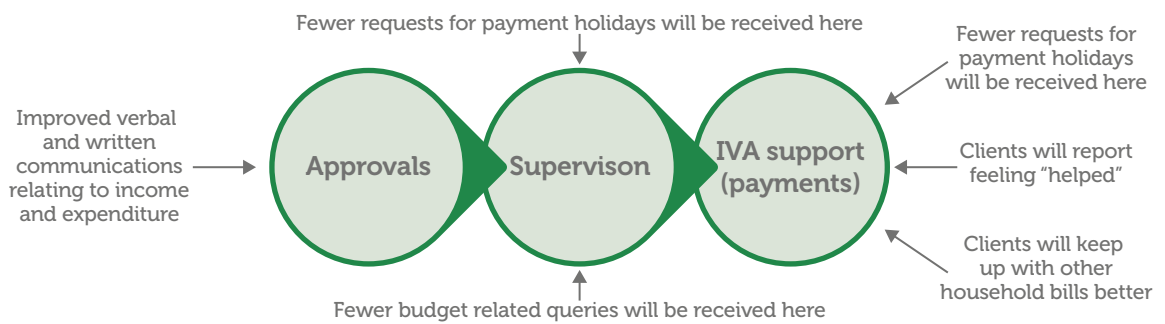 Fewer requests for payment holidays will be received here
Fewer requests for
payment holidays
will be received here
Improved verbal
and written
communications
relating to income
and expenditure
Approvals
Supervison
IVA support
(payments)
Clients will report
feeling “helped”
Clients will keep
up with other
household bills better
Fewer budget related queries will be received here